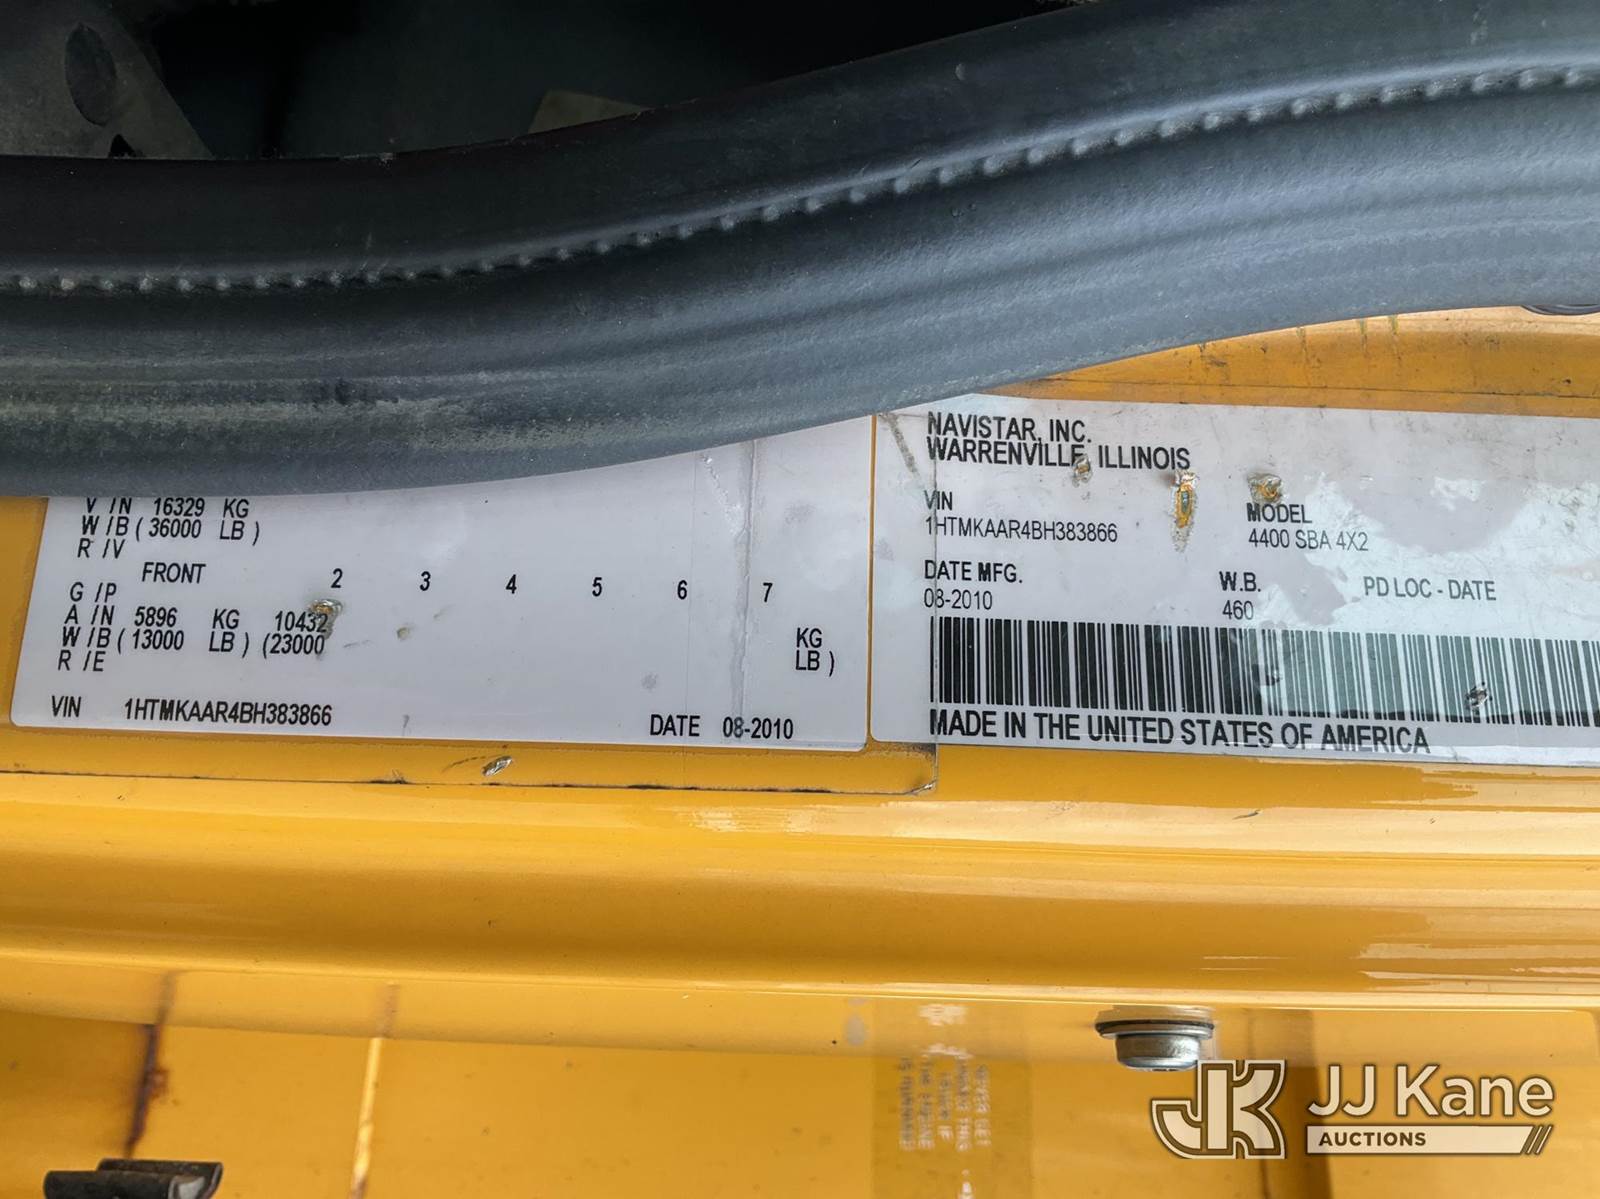 V / N 16329 KG
W / B ( 36000 LB )
R / V
FRONT 2 3 4 5 6 7
G / P
A / N 5896 KG 10432 KG
W / B ( 13000 LB ) (23000 LB )
R / E
VIN 1HTMKAAR4BH383866 DATE 08-2010
NAVISTAR, INC.
WARRENVILLE, ILLINOIS
VIN MODEL
1HTMKAAR4BH383866 4400 SBA 4X2
DATE MFG. W.B. PD LOC - DATE
08-2010 460
MADE IN THE UNITED STATES OF AMERICA
JK JJ Kane
AUCTIONS